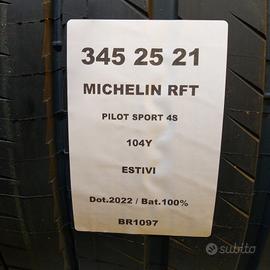 345 25 21
MICHELIN RFT
PILOT SPORT 4S
104Y
ESTIVI
Dot.2022 / Bat.100%
BR1097
subito